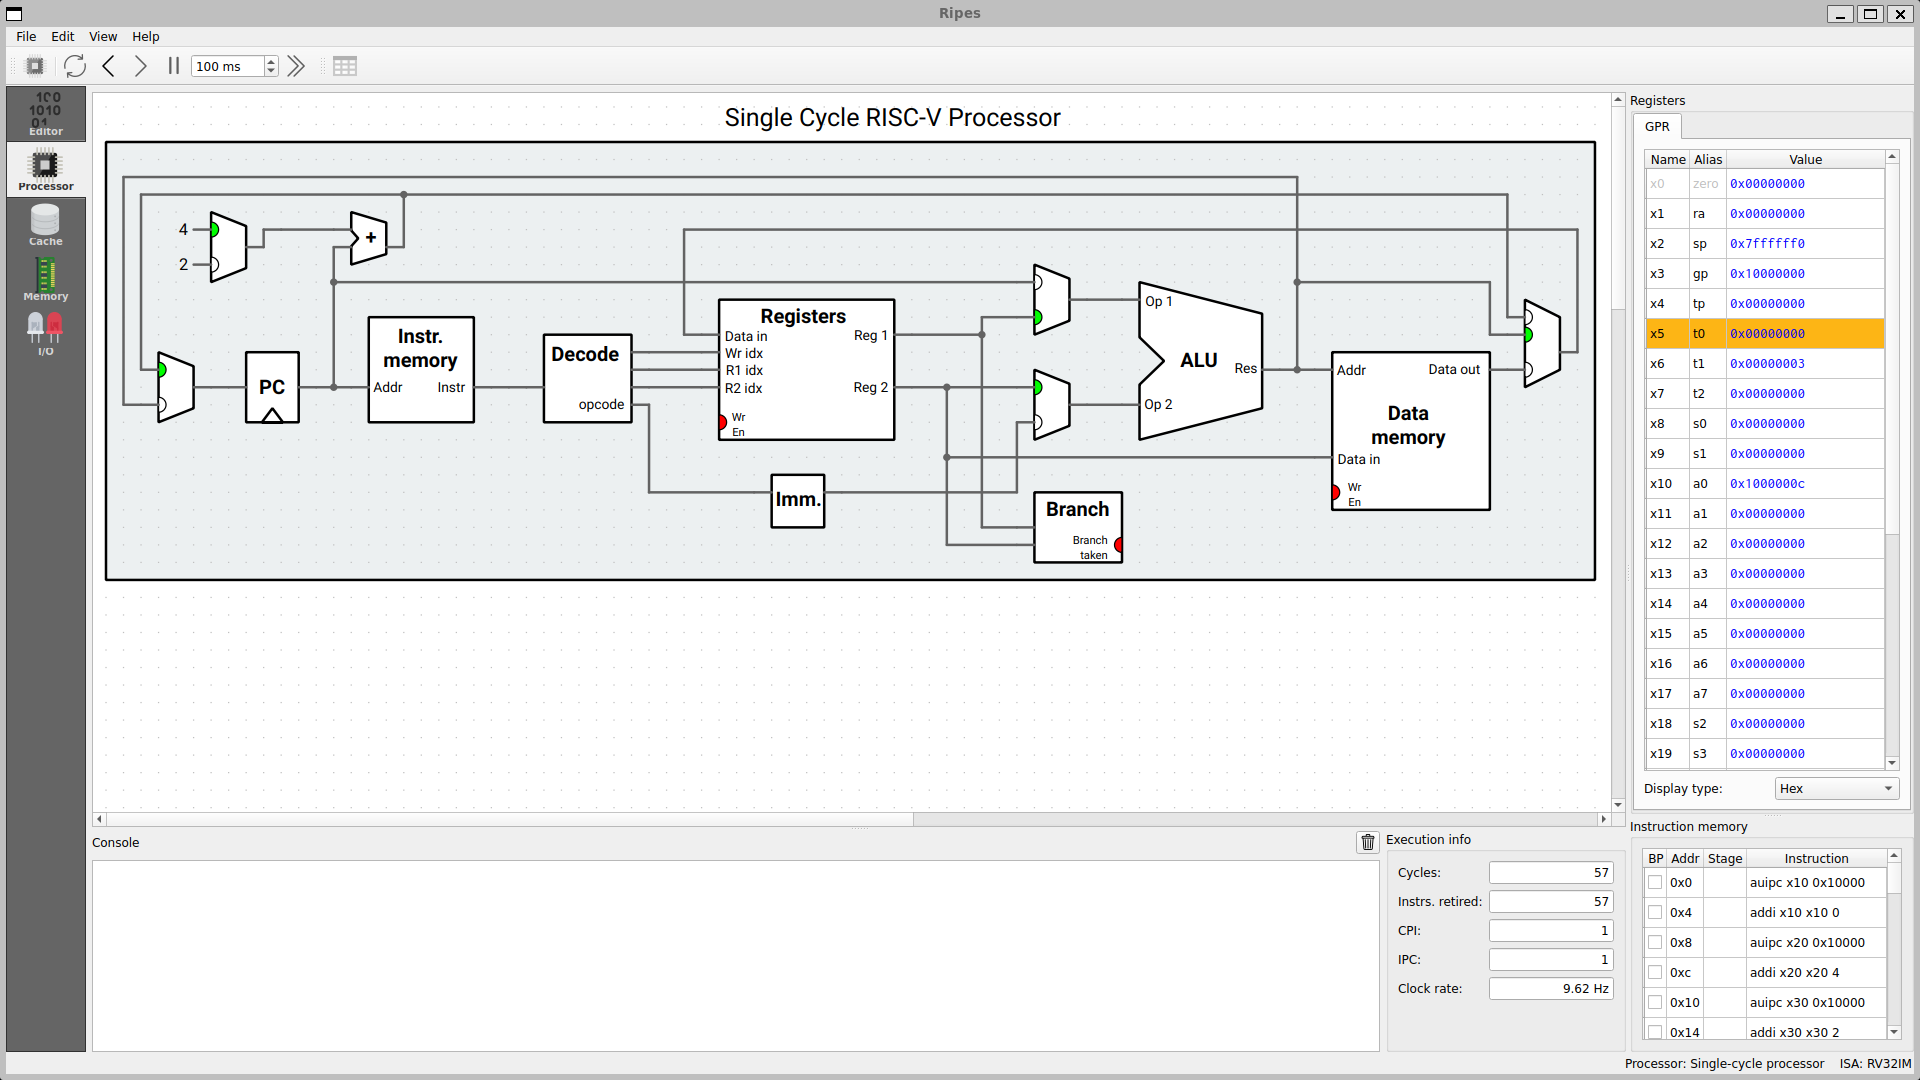 Ripes
File Edit View Help
100 ms
Editor
Processor
Cache
Memory
I/O
Single Cycle RISC-V Processor
4
2
+
PC
Instr.
memory
Addr Instr
Decode
opcode
Registers
Data in
Wr idx
R1 idx
R2 idx
Wr
En
Reg 1
Reg 2
Imm.
Op 1
ALU
Res
Op 2
Branch
Branch
taken
Addr Data out
Data
memory
Data in
Wr
En
Console
Execution info
Cycles: 57
Instrs. retired: 57
CPI: 1
IPC: 1
Clock rate: 9.62 Hz
Registers
GPR
Name Alias Value
x0 zero 0x00000000
x1 ra 0x00000000
x2 sp 0x7ffffff0
x3 gp 0x10000000
x4 tp 0x00000000
x5 t0 0x00000000
x6 t1 0x00000003
x7 t2 0x00000000
x8 s0 0x00000000
x9 s1 0x00000000
x10 a0 0x1000000c
x11 a1 0x00000000
x12 a2 0x00000000
x13 a3 0x00000000
x14 a4 0x00000000
x15 a5 0x00000000
x16 a6 0x00000000
x17 a7 0x00000000
x18 s2 0x00000000
x19 s3 0x00000000
Display type: Hex
Instruction memory
BP Addr Stage Instruction
0x0 auipc x10 0x10000
0x4 addi x10 x10 0
0x8 auipc x20 0x10000
0xc addi x20 x20 4
0x10 auipc x30 0x10000
0x14 addi x30 x30 2
Processor: Single-cycle processor ISA: RV32IM